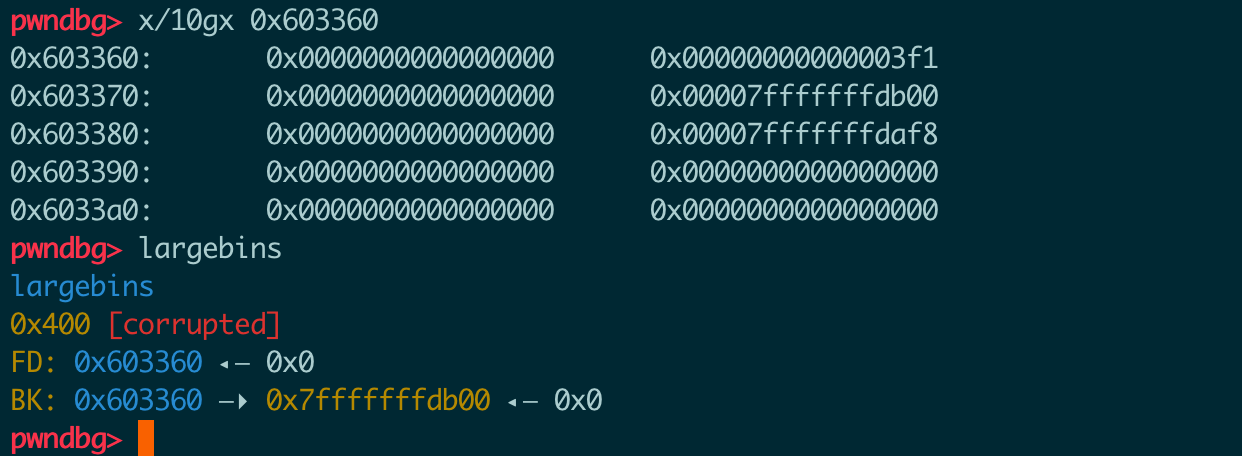 pwndbg> x/10gx 0x603360
0x603360:	0x0000000000000000	0x00000000000003f1
0x603370:	0x0000000000000000	0x00007fffffffdb00
0x603380:	0x0000000000000000	0x00007fffffffdaf8
0x603390:	0x0000000000000000	0x0000000000000000
0x6033a0:	0x0000000000000000	0x0000000000000000
pwndbg> largebins
largebins
0x400 [corrupted]
FD: 0x603360 ◂— 0x0
BK: 0x603360 —▸ 0x7fffffffdb00 ◂— 0x0
pwndbg>